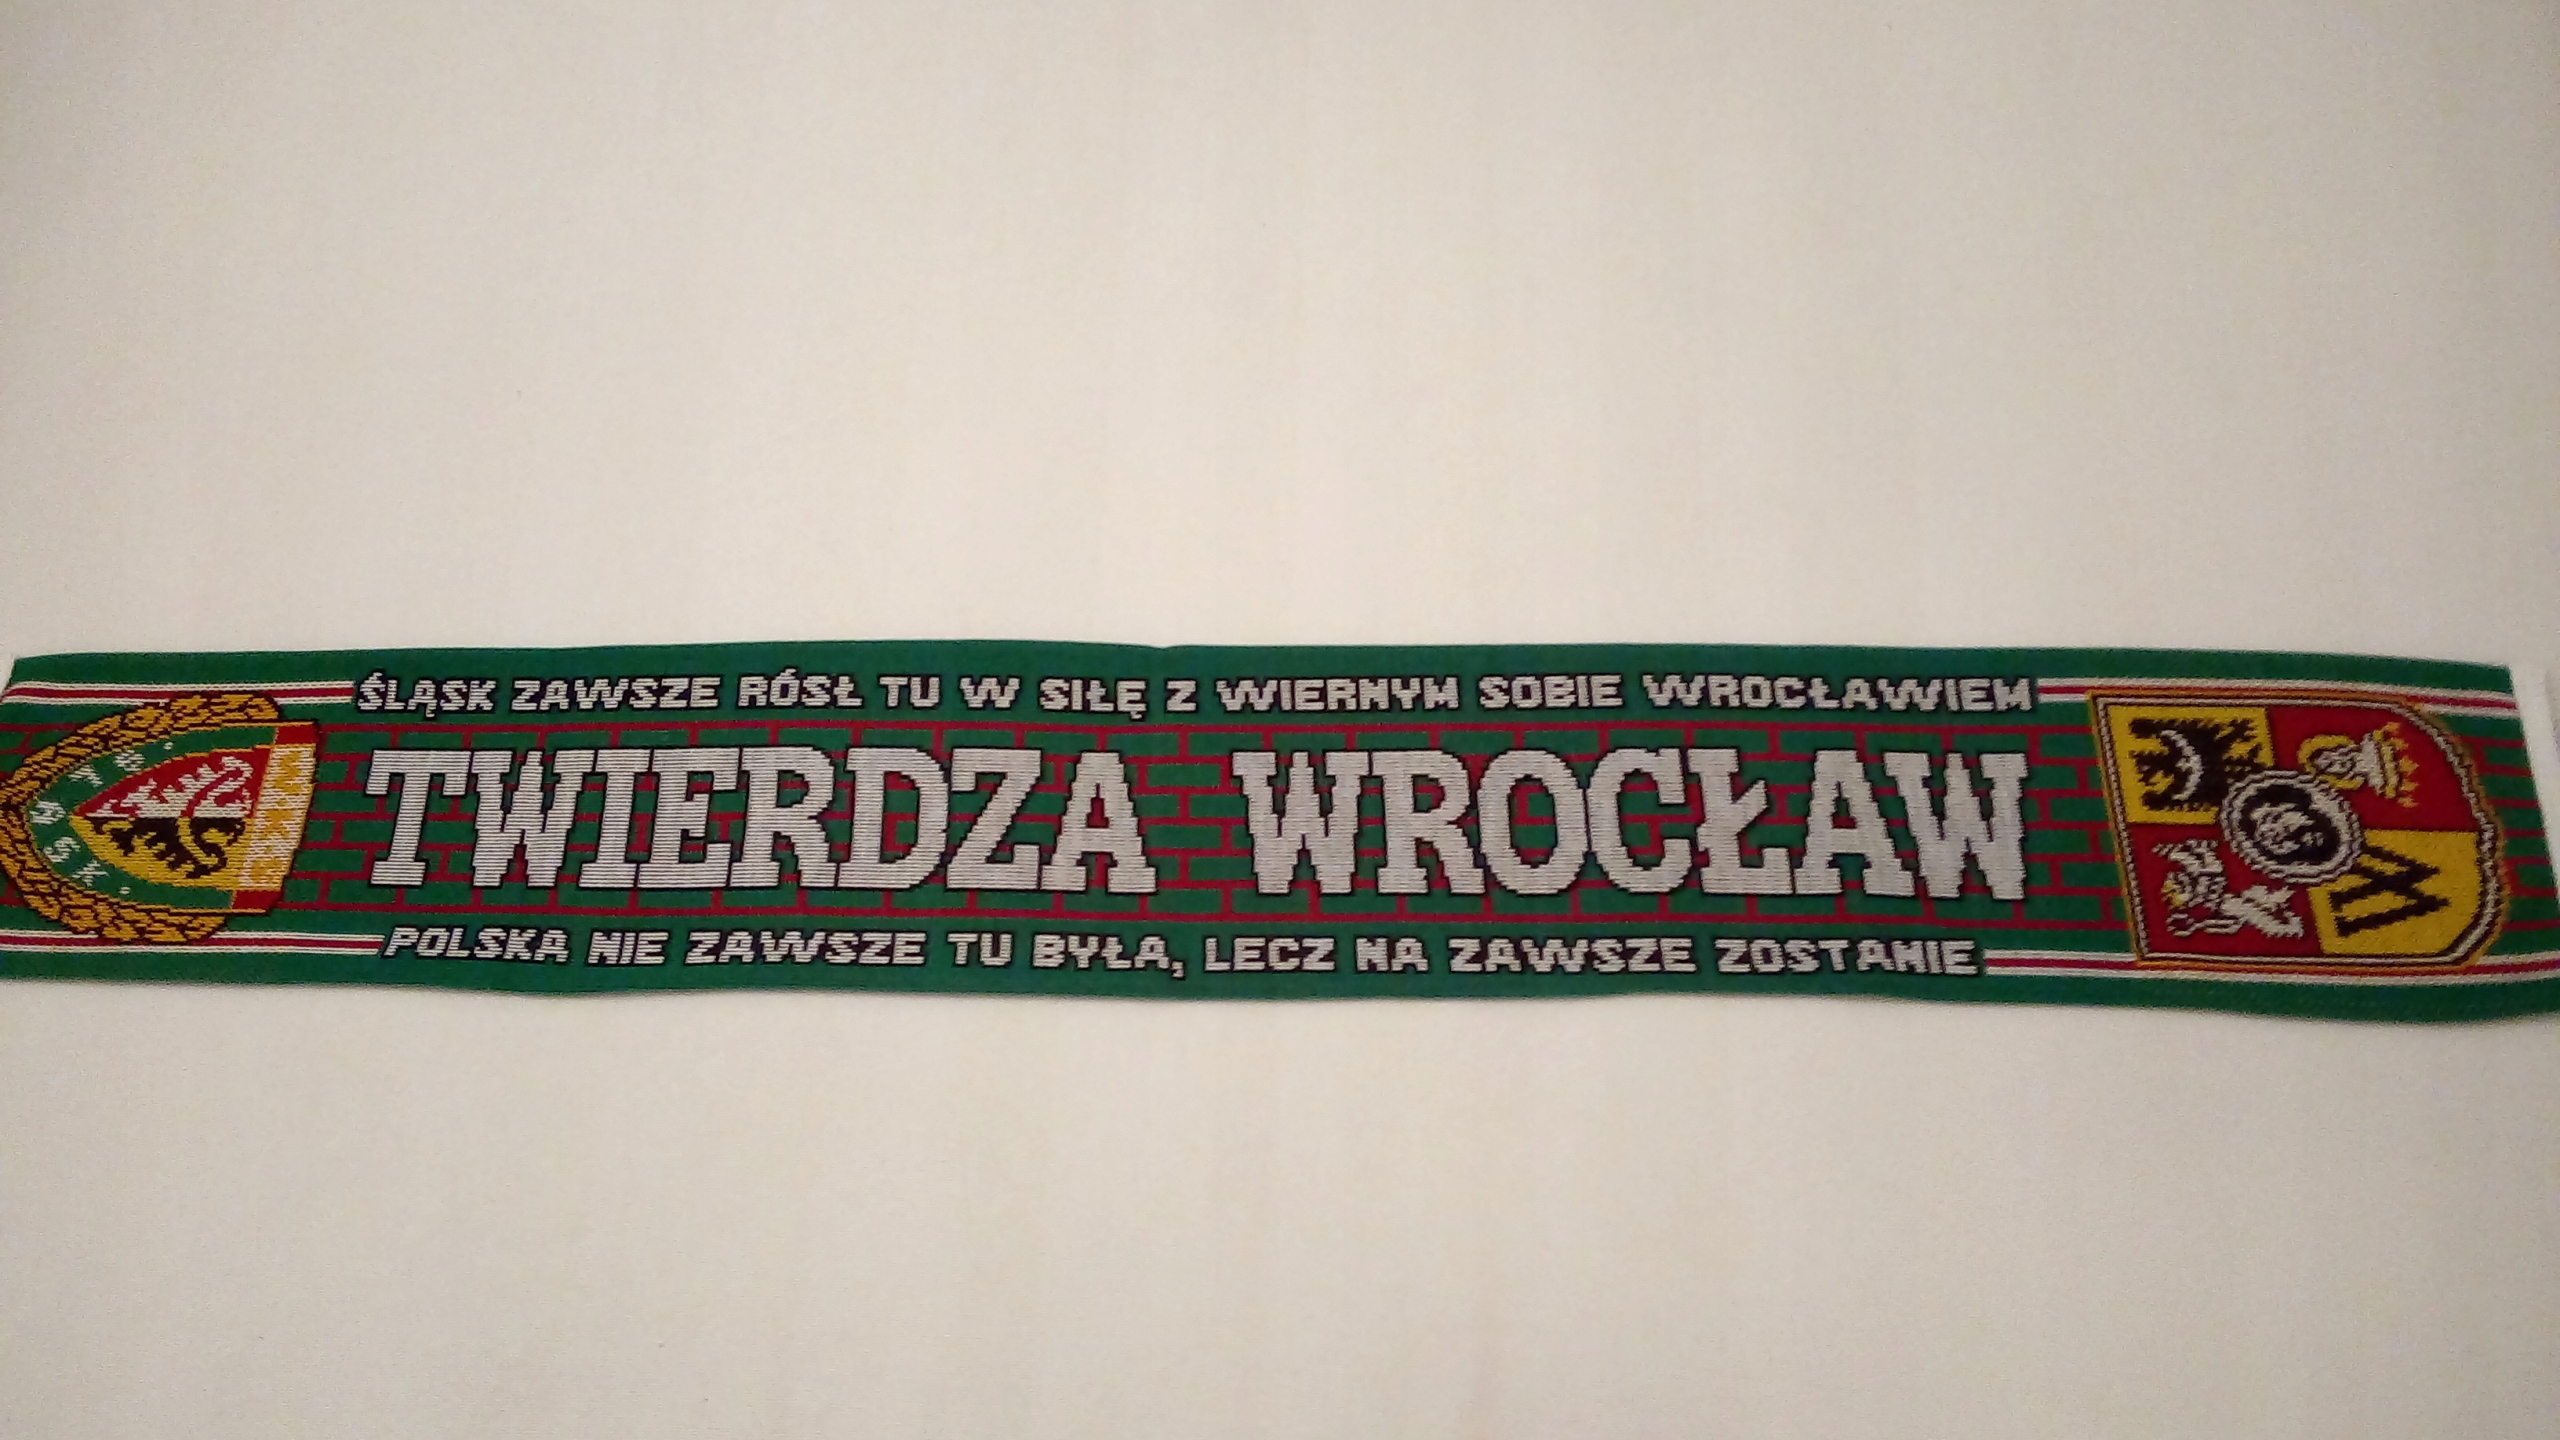 ŚLĄSK ZAWSZE RÓSŁ TU W SIŁĘ Z WIERNYM SOBIE WROCŁAWIEM
TWIERDZA WROCŁAW
POLSKA NIE ZAWSZE TU BYŁA, LECZ NA ZAWSZE ZOSTANIE
W